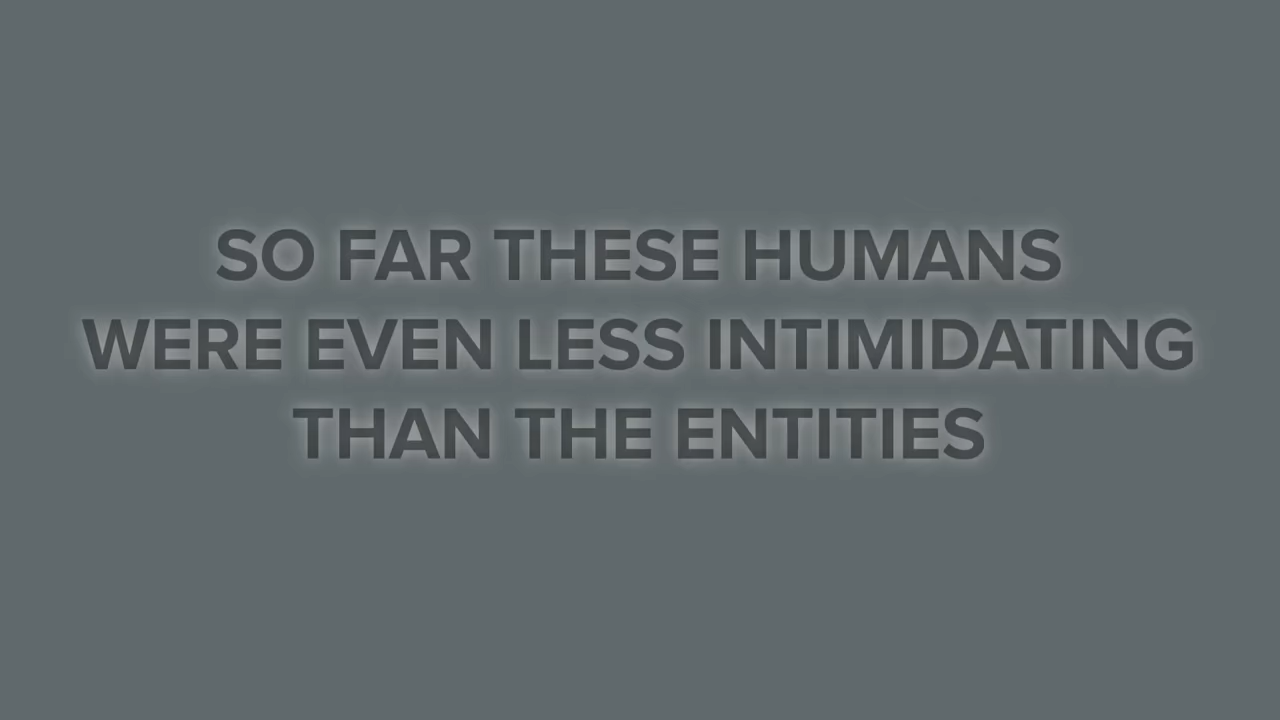 SO FAR THESE HUMANS
WERE EVEN LESS INTIMIDATING
THAN THE ENTITIES